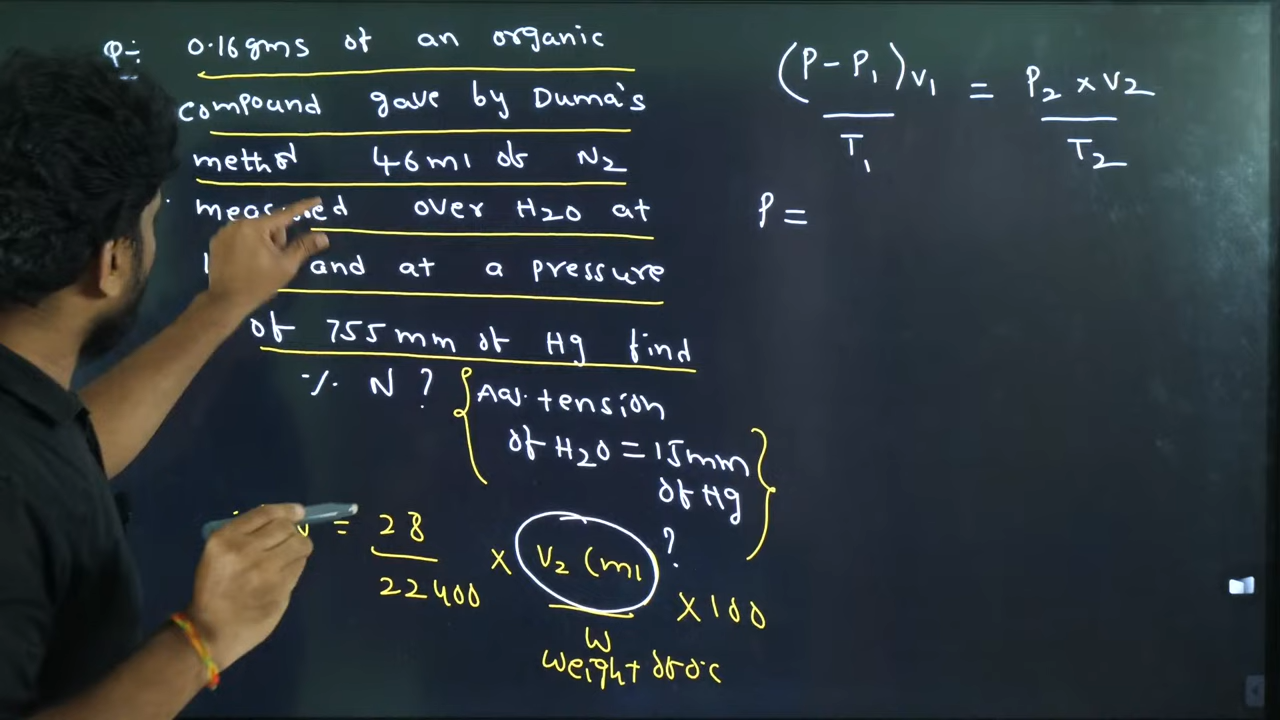 Q:- 0.16gms of an organic
compound gave by Duma's
method 46ml of N2
over H2O at
and at a pressure
of 755mm of Hg find
% N ?
Aq. tension
of H2O = 15mm
of Hg
= 28/22400 × V2 (ml / W × 100
?
weight of oc
(P - P1)V1 / T1 = P2 × V2 / T2
P =